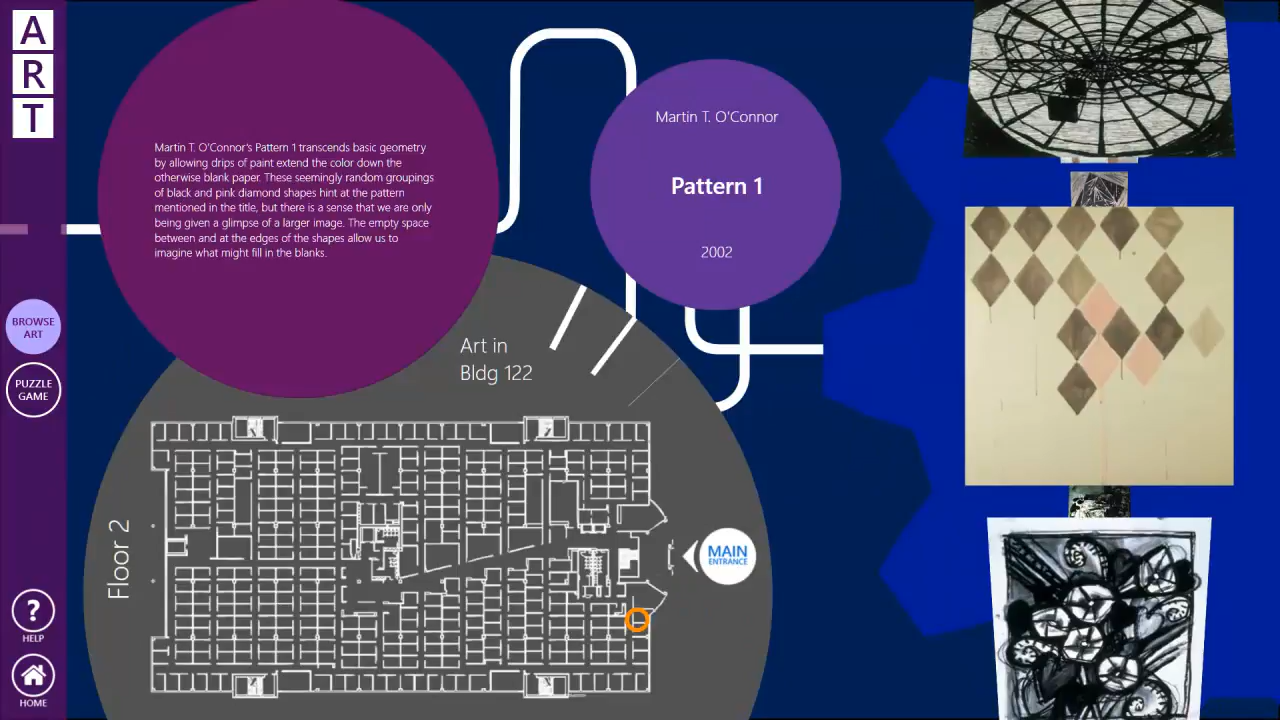 A
R
T
Martin T. O'Connor's Pattern 1 transcends basic geometry
by allowing drips of paint extend the color down the
otherwise blank paper. These seemingly random groupings
of black and pink diamond shapes hint at the pattern
mentioned in the title, but there is a sense that we are only
being given a glimpse of a larger image. The empty space
between and at the edges of the shapes allow us to
imagine what might fill in the blanks.
Martin T. O'Connor
Pattern 1
2002
BROWSE
ART
PUZZLE
GAME
Art in
Bldg 122
Floor 2
MAIN
ENTRANCE
?
HELP
HOME